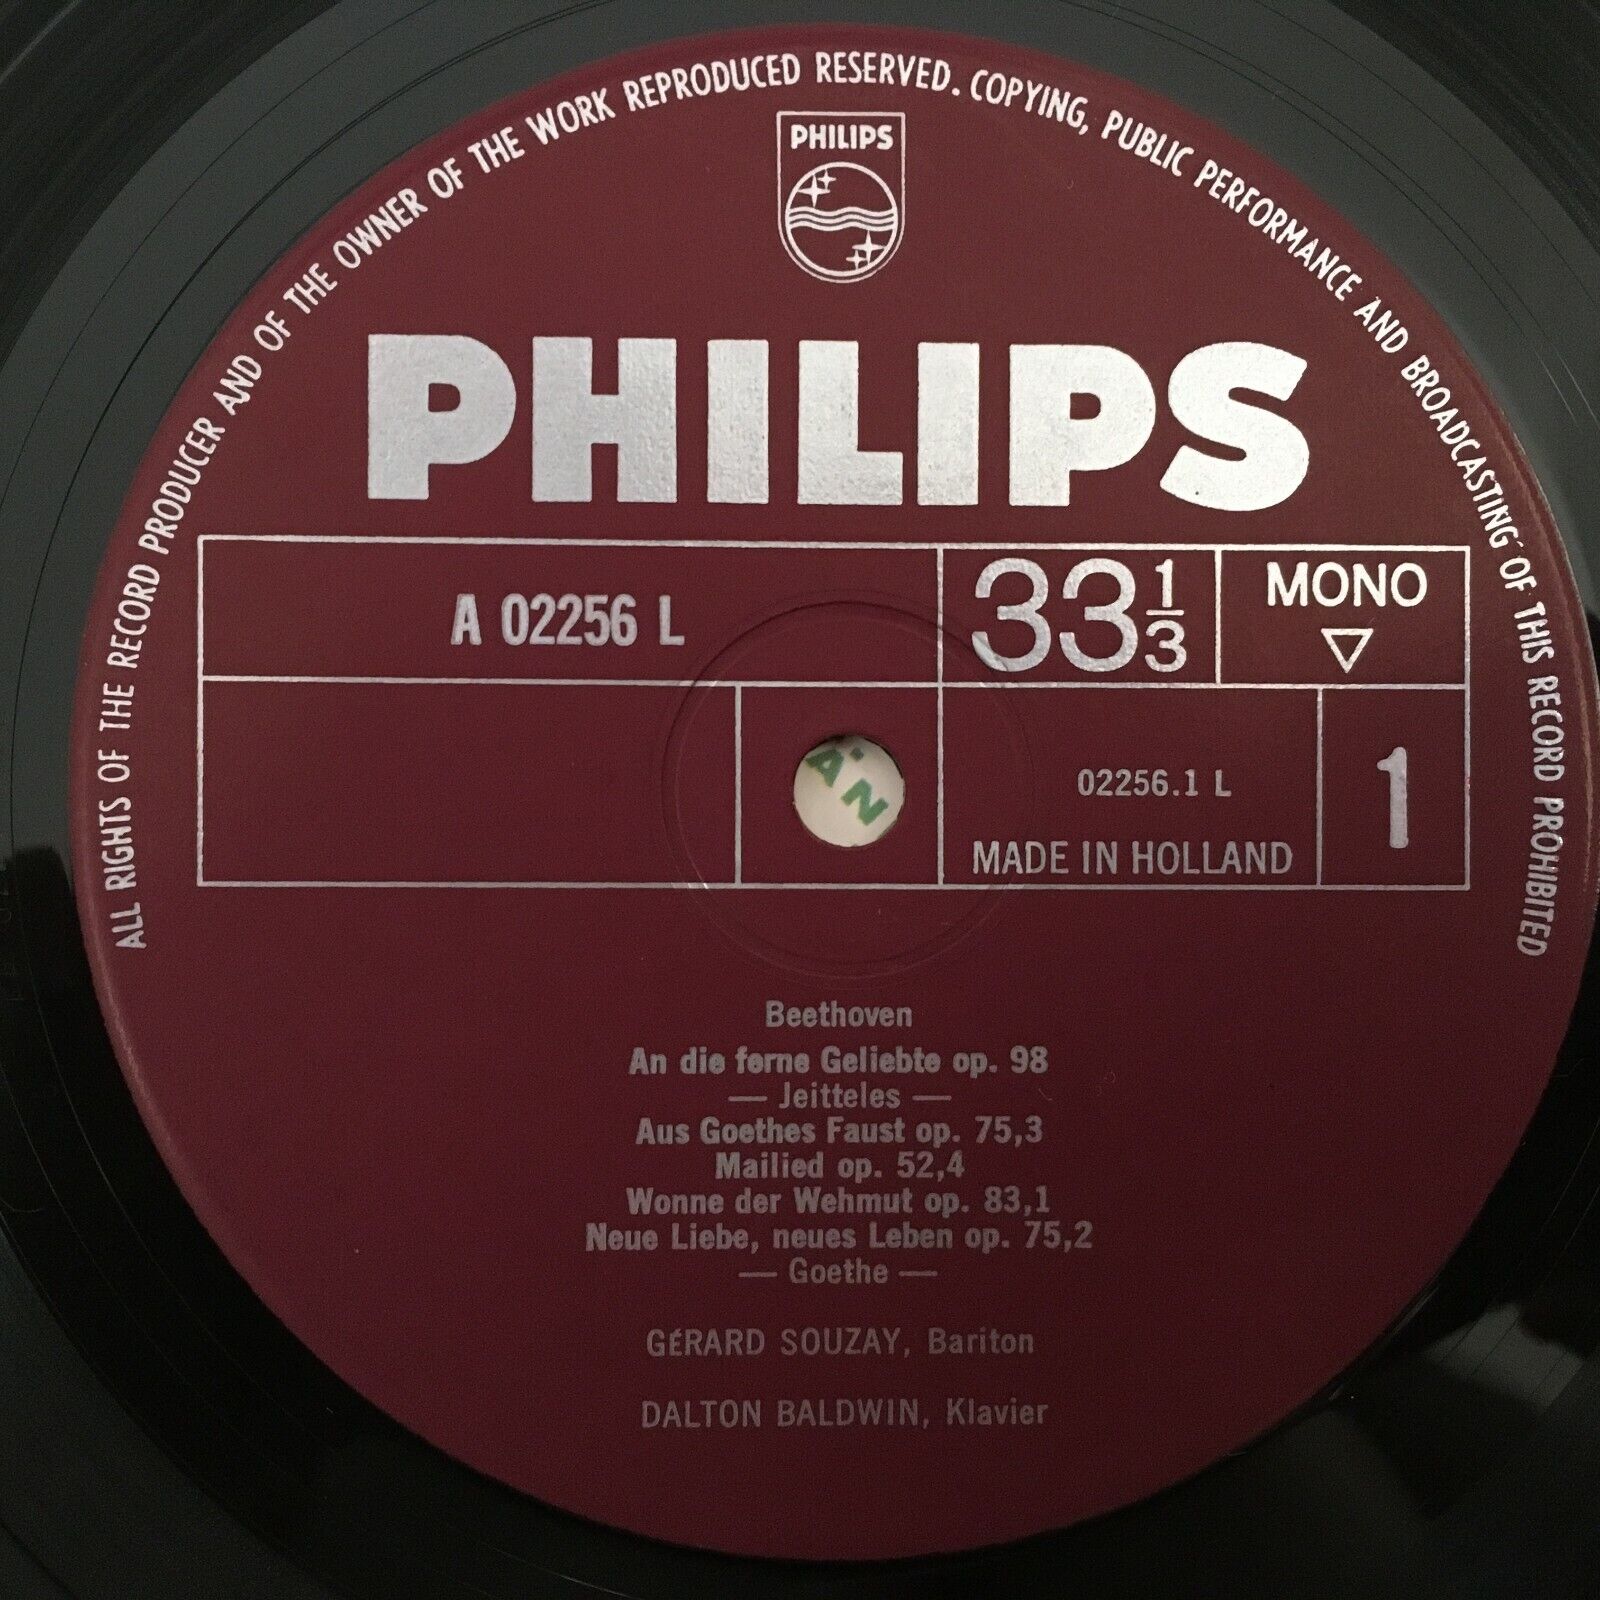 ALL RIGHTS OF THE RECORD PRODUCER AND OF THE OWNER OF THE WORK REPRODUCED RESERVED. COPYING, PUBLIC PERFORMANCE AND BROADCASTING OF THIS RECORD PROHIBITED
PHILIPS
PHILIPS
A 02256 L
33 1/3
MONO
▽
ÄN
02256.1 L
MADE IN HOLLAND
1
Beethoven
An die ferne Geliebte op. 98
— Jeitteles —
Aus Goethes Faust op. 75,3
Mailied op. 52,4
Wonne der Wehmut op. 83,1
Neue Liebe, neues Leben op. 75,2
— Goethe —
GÉRARD SOUZAY, Bariton
DALTON BALDWIN, Klavier